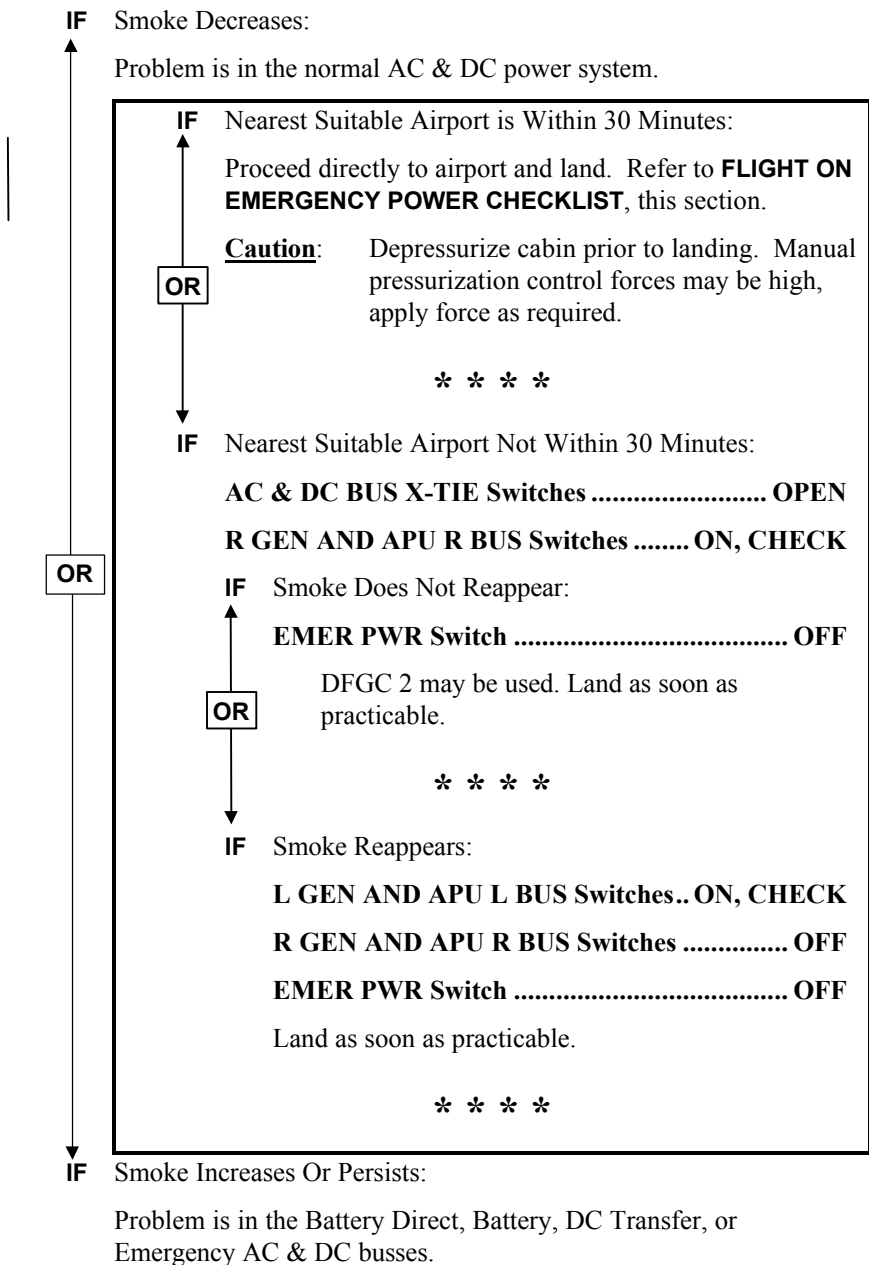 IF Smoke Decreases:
Problem is in the normal AC & DC power system.
IF Nearest Suitable Airport is Within 30 Minutes:
Proceed directly to airport and land. Refer to FLIGHT ON
EMERGENCY POWER CHECKLIST, this section.
Caution: Depressurize cabin prior to landing. Manual
pressurization control forces may be high,
OR
apply force as required.
* * * *
IF Nearest Suitable Airport Not Within 30 Minutes:
AC & DC BUS X-TIE Switches ......................... OPEN
R GEN AND APU R BUS Switches ........ ON, CHECK
OR
IF Smoke Does Not Reappear:
EMER PWR Switch ....................................... OFF
DFGC 2 may be used. Land as soon as
OR
practicable.
* * * *
IF Smoke Reappears:
L GEN AND APU L BUS Switches.. ON, CHECK
R GEN AND APU R BUS Switches ............... OFF
EMER PWR Switch ....................................... OFF
Land as soon as practicable.
* * * *
IF Smoke Increases Or Persists:
Problem is in the Battery Direct, Battery, DC Transfer, or
Emergency AC & DC busses.